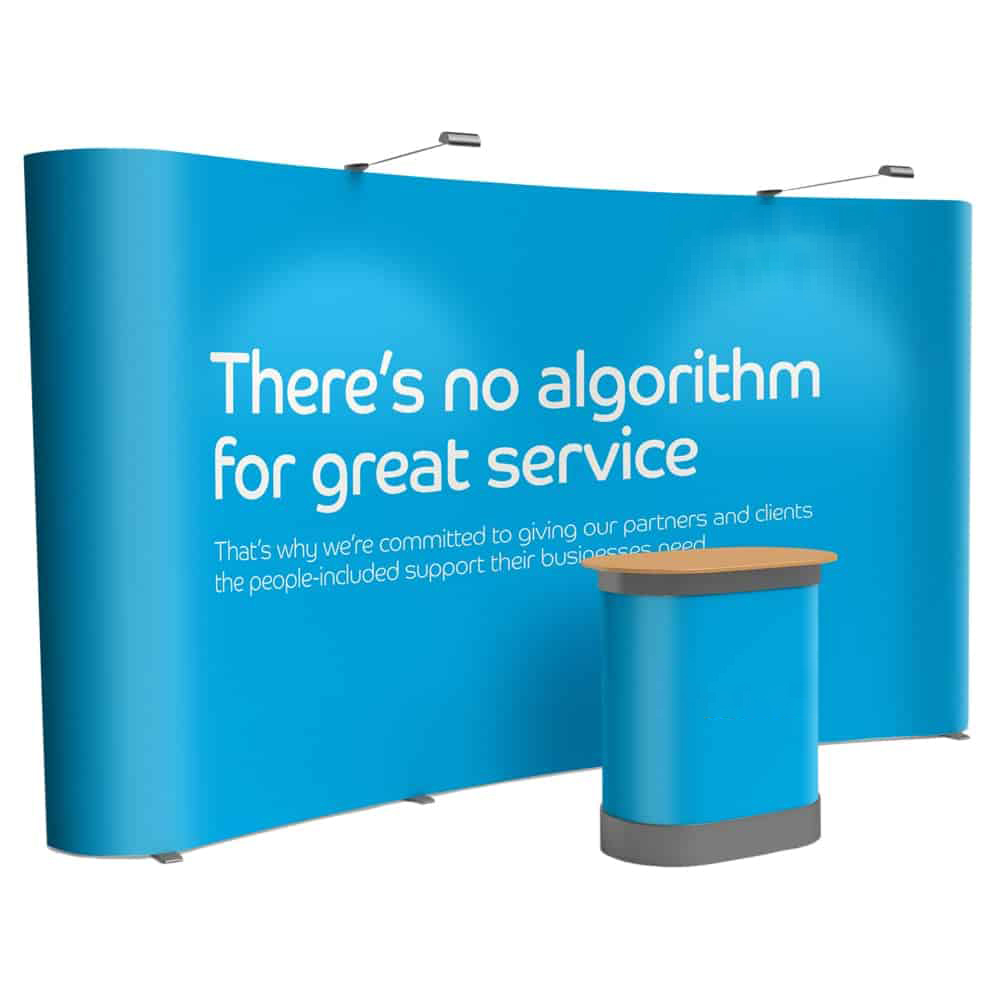 There's no algorithm
for great service
That's why we're committed to giving our partners and clients
the people-included support their businesses need